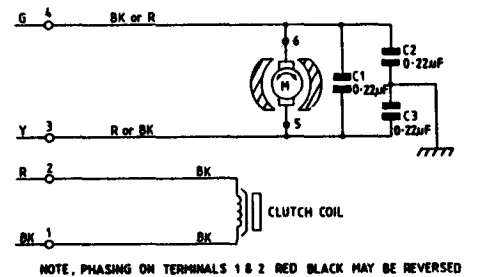 G 4 BK or R
6
C2
0·22µF
M
C1
0·22µF
C3
0·22µF
5
Y 3 R or BK
R 2 BK
CLUTCH COIL
BK 1 BK
NOTE, PHASING ON TERMINALS 1 & 2 RED BLACK MAY BE REVERSED